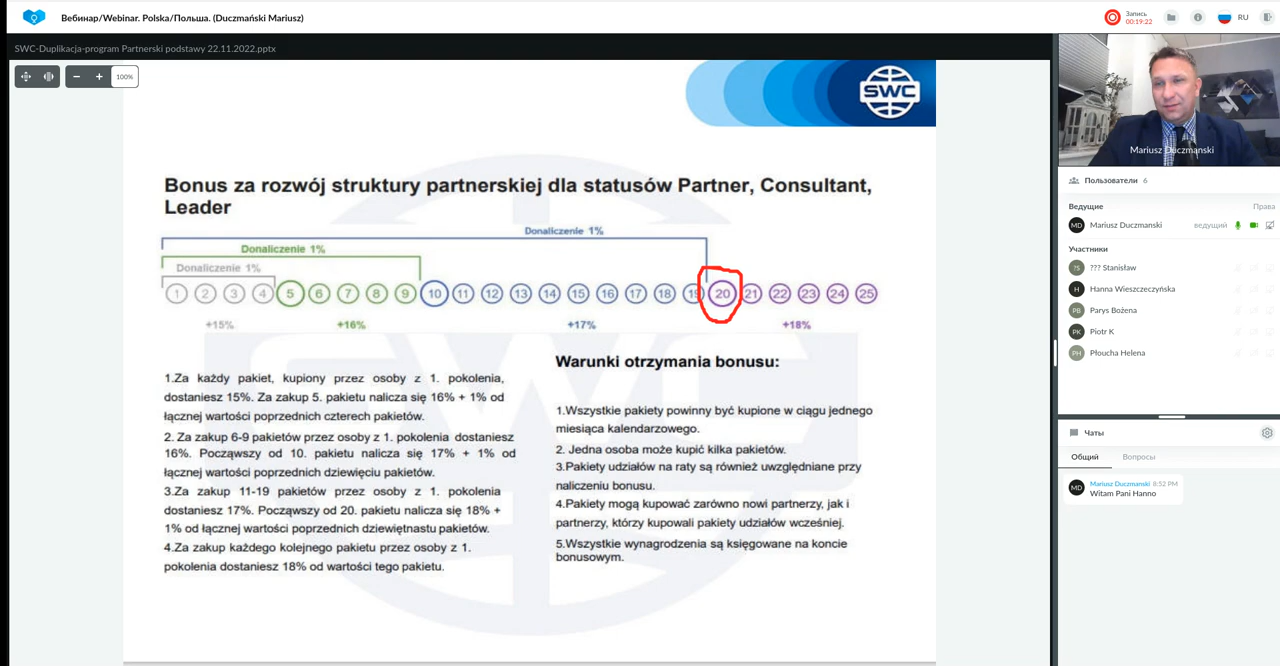 Вебинар/Webinar. Polska/Польша. (Duczmański Mariusz)
Запись
00:19:22
RU
SWC-Duplikacja-program Partnerski podstawy 22.11.2022.pptx
100%
SWC
Bonus za rozwój struktury partnerskiej dla statusów Partner, Consultant,
Leader
Donaliczenie 1%
Donaliczenie 1%
Donaliczenie 1%
1 2 3 4 5 6 7 8 9 10 11 12 13 14 15 16 17 18 19 20 21 22 23 24 25
+15% +16% +17% +18%
1.Za każdy pakiet, kupiony przez osoby z 1. pokolenia,
dostaniesz 15%. Za zakup 5. pakietu nalicza się 16% + 1% od
łącznej wartości poprzednich czterech pakietów.
2. Za zakup 6-9 pakietów przez osoby z 1. pokolenia dostaniesz
16%. Począwszy od 10. pakietu nalicza się 17% + 1% od
łącznej wartości poprzednich dziewięciu pakietów.
3.Za zakup 11-19 pakietów przez osoby z 1. pokolenia
dostaniesz 17%. Począwszy od 20. pakietu nalicza się 18% +
1% od łącznej wartości poprzednich dziewiętnastu pakietów.
4.Za zakup każdego kolejnego pakietu przez osoby z 1.
pokolenia dostaniesz 18% od wartości tego pakietu.
Warunki otrzymania bonusu:
1.Wszystkie pakiety powinny być kupione w ciągu jednego
miesiąca kalendarzowego.
2. Jedna osoba może kupić kilka pakietów.
3.Pakiety udziałów na raty są również uwzględniane przy
naliczeniu bonusu.
4.Pakiety mogą kupować zarówno nowi partnerzy, jak i
partnerzy, którzy kupowali pakiety udziałów wcześniej.
5.Wszystkie wynagrodzenia są księgowane na koncie
bonusowym.
SWC
Mariusz Duczmanski
Пользователи 6
Ведущие Права
MD Mariusz Duczmanski ведущий
Участники
?S ??? Stanisław
H Hanna Wieszczeczyńska
PB Parys Bożena
PK Piotr K
PH Płoucha Helena
Чаты
Общий Вопросы
MD Mariusz Duczmanski 8:52 PM
Witam Pani Hanno